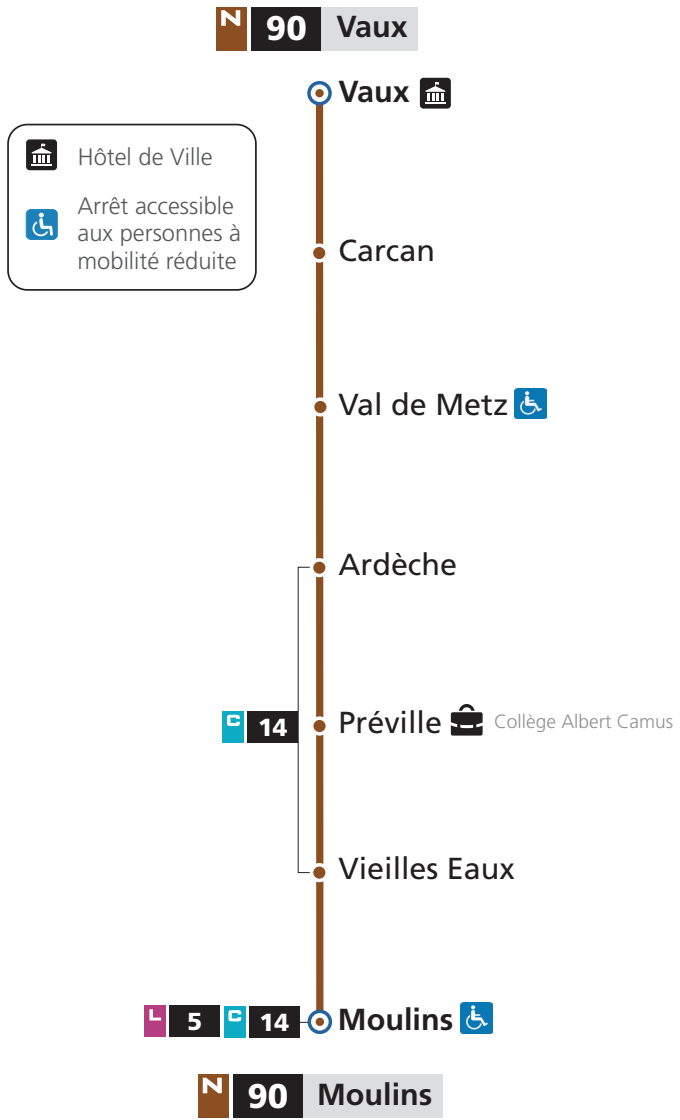 N 90 Vaux
Vaux
Hôtel de Ville
Arrêt accessible
aux personnes à
mobilité réduite
Carcan
Val de Metz
Ardèche
C 14
Préville Collège Albert Camus
Vieilles Eaux
L 5 C 14 Moulins
N 90 Moulins